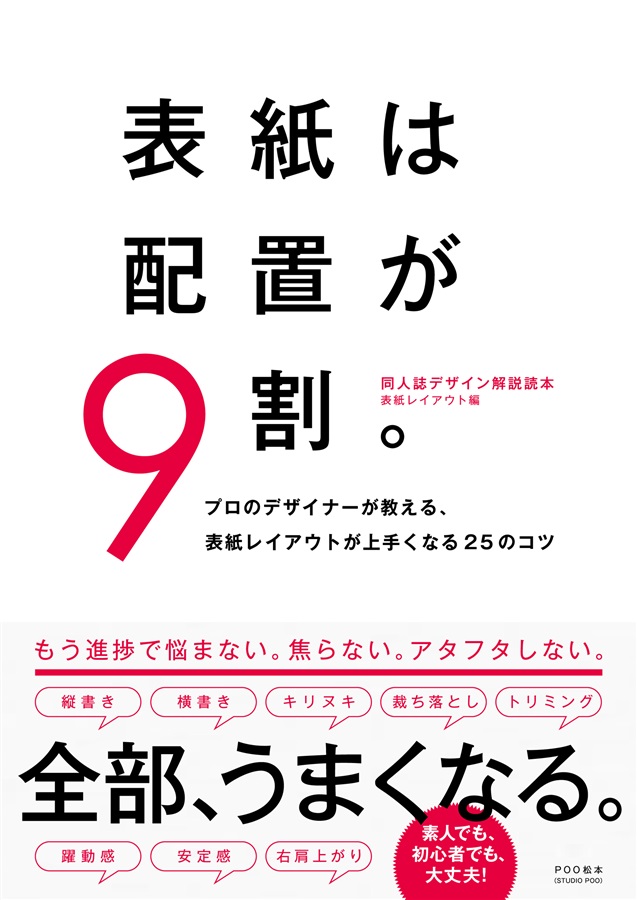 表紙は
配置が
9割。
同人誌デザイン解説読本
表紙レイアウト編
プロのデザイナーが教える、
表紙レイアウトが上手くなる25のコツ
もう進捗で悩まない。焦らない。アタフタしない。
縦書き
横書き
キリヌキ
裁ち落とし
トリミング
全部、うまくなる。
躍動感
安定感
右肩上がり
素人でも、
初心者でも、
大丈夫！
POO松本
(STUDIO POO)